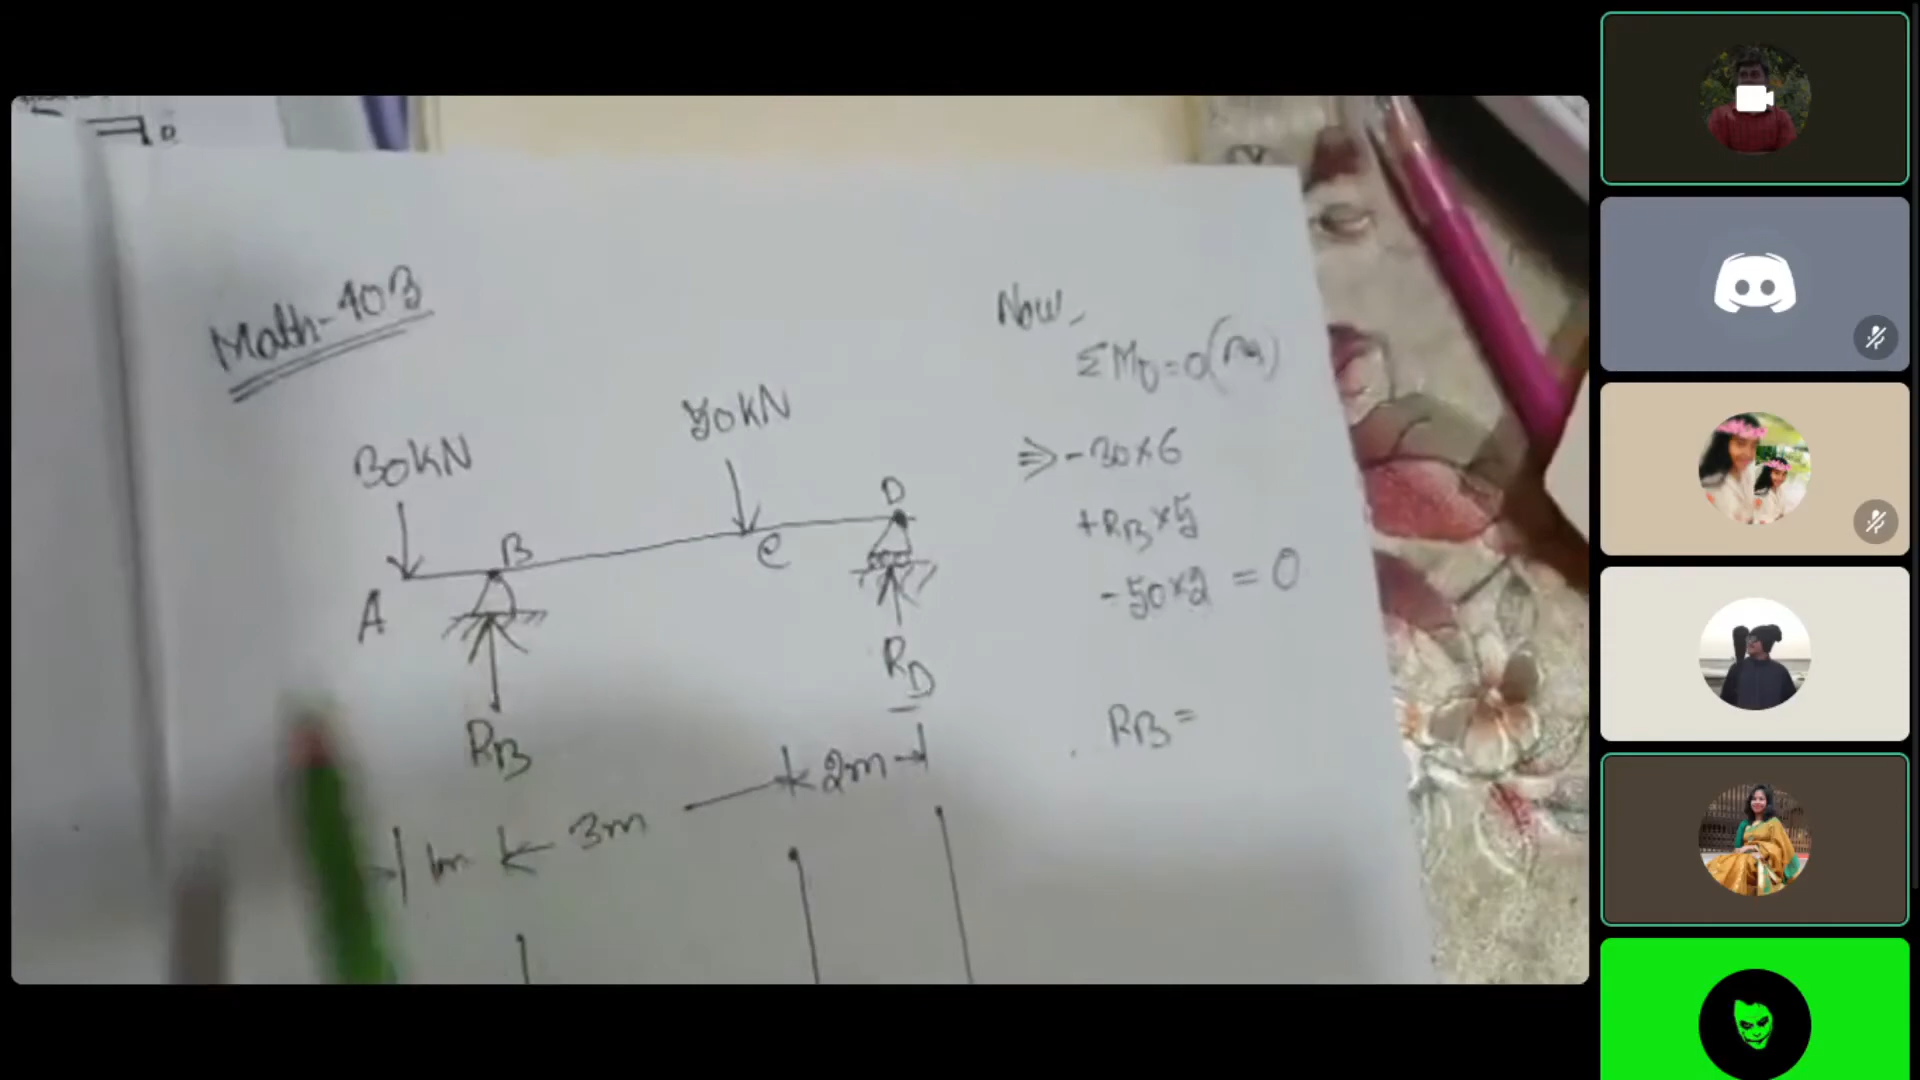 Math-403
30kN
50kN
A
B
C
D
RB
RD
1m
3m
2m
Now,
ΣMD=0
⇒ -30×6
+RB×5
-50×2 = 0
RB =